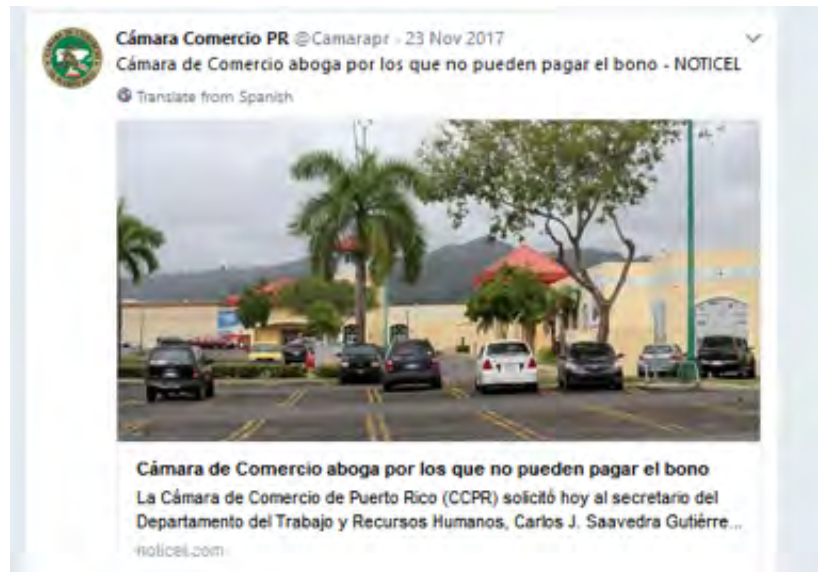 Cámara Comercio PR @Camarapr - 23 Nov 2017
Cámara de Comercio aboga por los que no pueden pagar el bono - NOTICEL
Translate from Spanish
Cámara de Comercio aboga por los que no pueden pagar el bono
La Cámara de Comercio de Puerto Rico (CCPR) solicitó hoy al secretario del
Departamento del Trabajo y Recursos Humanos, Carlos J. Saavedra Gutiérre...
noticel.com